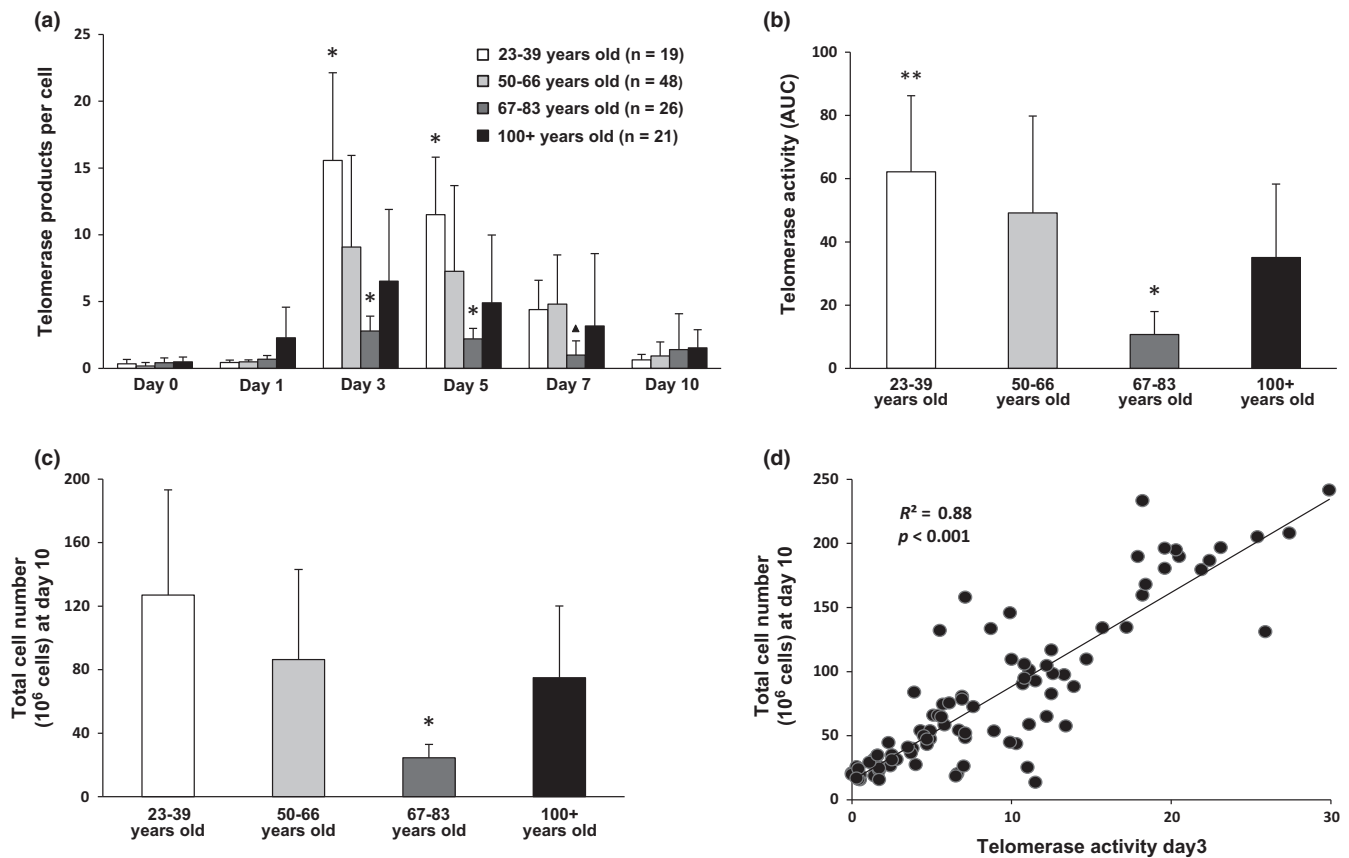 (a)
Telomerase products per cell
25
20
15
10
5
0
*
*
*
*
▲
23-39 years old (n = 19)
50-66 years old (n = 48)
67-83 years old (n = 26)
100+ years old (n = 21)
Day 0 Day 1 Day 3 Day 5 Day 7 Day 10
(b)
Telomerase activity (AUC)
100
80
60
40
20
0
**
*
23-39 50-66 67-83 100+
years old years old years old years old
(c)
Total cell number
(10⁶ cells) at day 10
200
160
120
80
40
0
*
23-39 50-66 67-83 100+
years old years old years old years old
(d)
Total cell number
(10⁶ cells) at day 10
250
200
150
100
50
0
R² = 0.88
p < 0.001
0 10 20 30
Telomerase activity day3